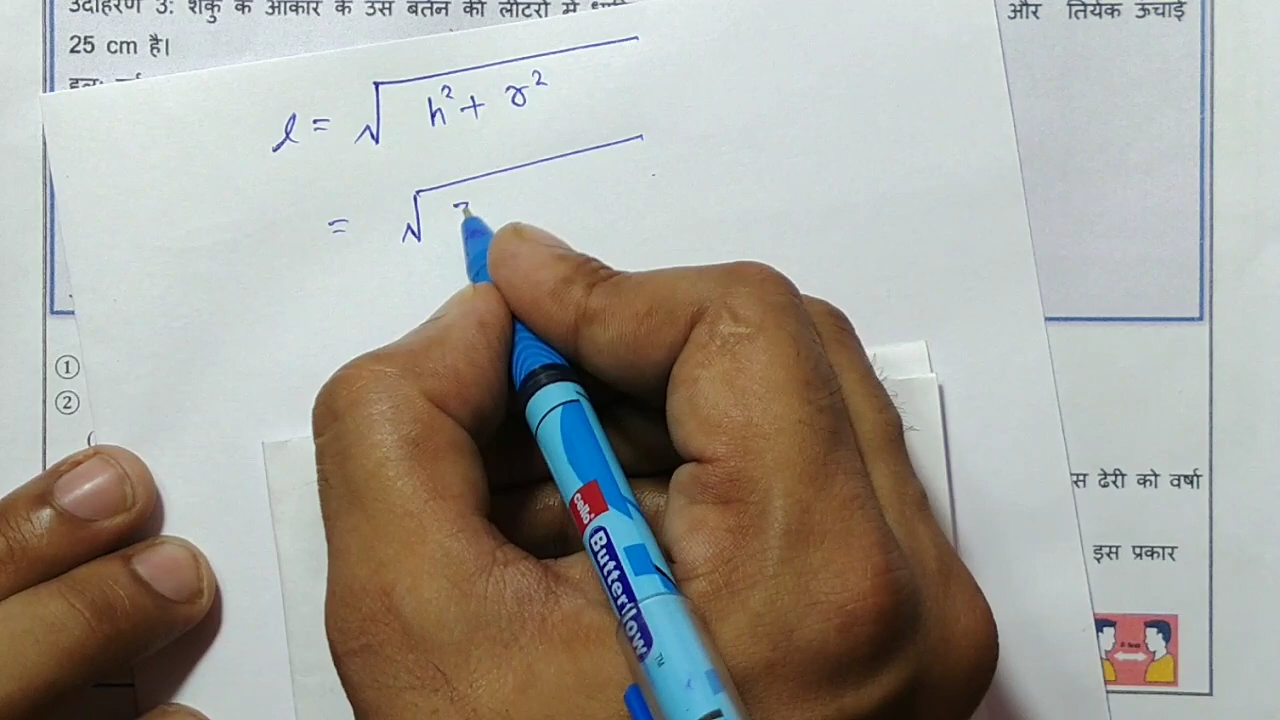 उदाहरण 3: शंकु के आकार के उस बर्तन की लीटरों में
और तिर्यक ऊंचाई
25 cm है।
l = √ h² + r²
= √
①
②
स ढेरी को वर्षा
इस प्रकार
cello
Butterflow
TM